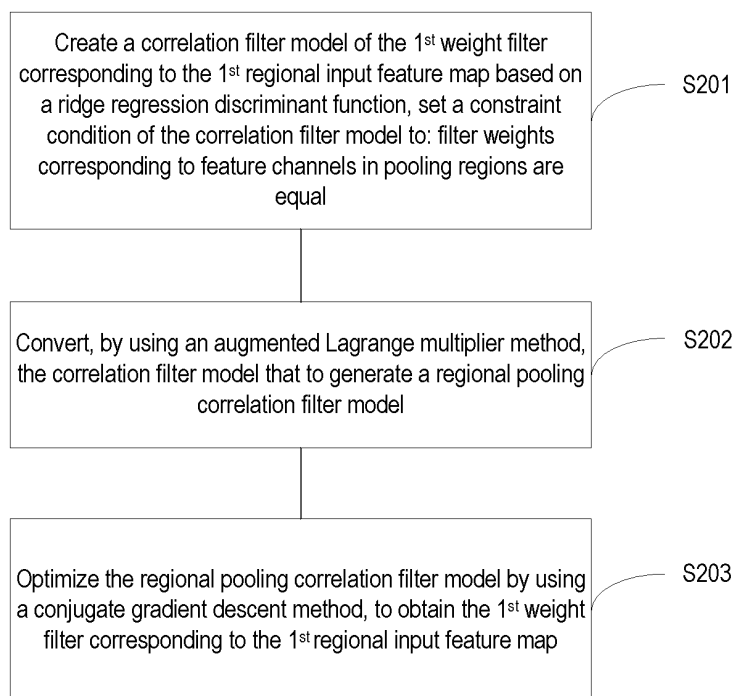 Create a correlation filter model of the 1st weight filter
corresponding to the 1st regional input feature map based on
a ridge regression discriminant function, set a constraint
condition of the correlation filter model to: filter weights
corresponding to feature channels in pooling regions are
equal
S201
Convert, by using an augmented Lagrange multiplier method,
the correlation filter model that to generate a regional pooling
correlation filter model
S202
Optimize the regional pooling correlation filter model by using
a conjugate gradient descent method, to obtain the 1st weight
filter corresponding to the 1st regional input feature map
S203